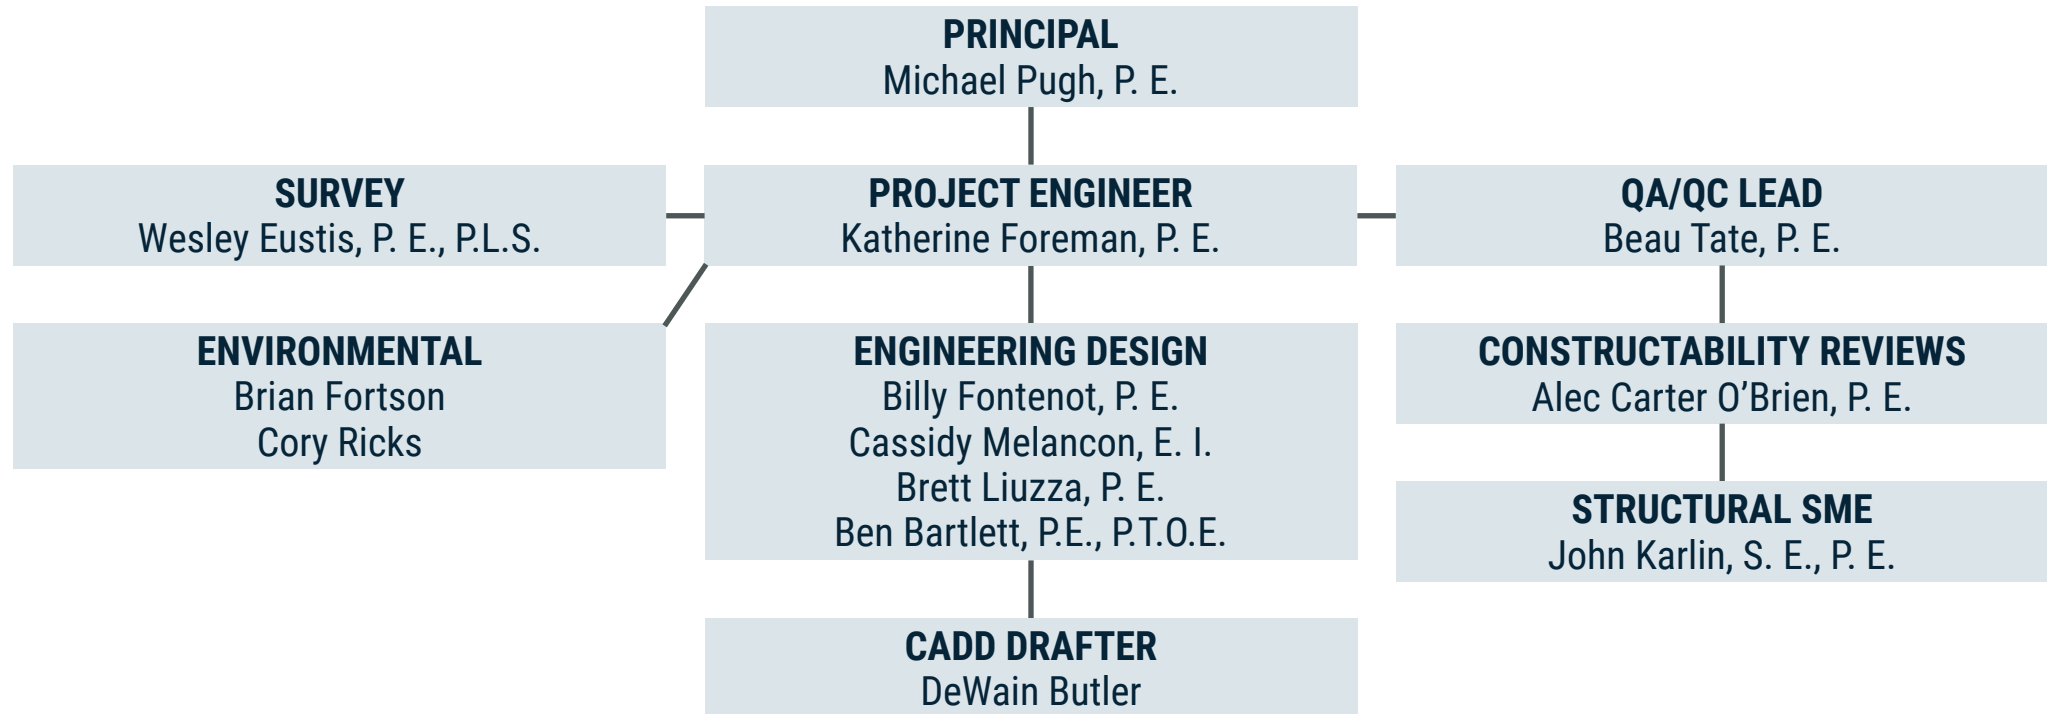 PRINCIPAL
Michael Pugh, P. E.
SURVEY
Wesley Eustis, P. E., P.L.S.
PROJECT ENGINEER
Katherine Foreman, P. E.
QA/QC LEAD
Beau Tate, P. E.
ENVIRONMENTAL
Brian Fortson
Cory Ricks
ENGINEERING DESIGN
Billy Fontenot, P. E.
Cassidy Melancon, E. I.
Brett Liuzza, P. E.
Ben Bartlett, P.E., P.T.O.E.
CONSTRUCTABILITY REVIEWS
Alec Carter O’Brien, P. E.
STRUCTURAL SME
John Karlin, S. E., P. E.
CADD DRAFTER
DeWain Butler